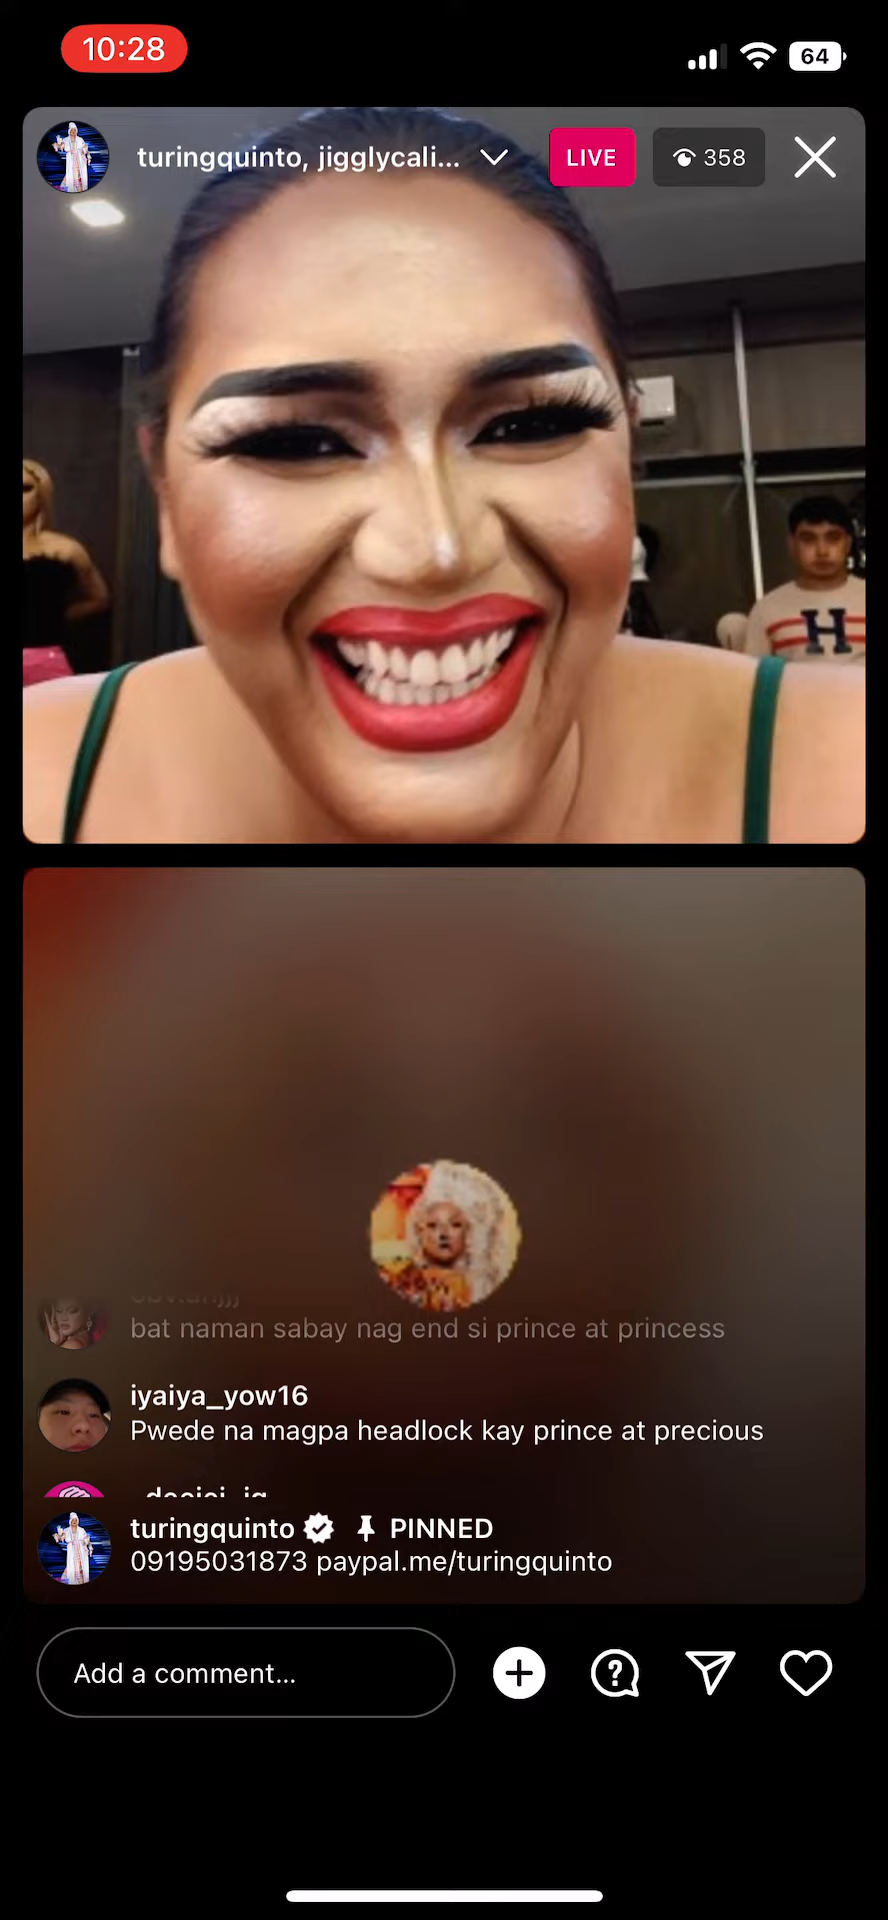 10:28
64
turingquinto, jigglycali...
LIVE
358
H
bat naman sabay nag end si prince at princess
iyaiya_yow16
Pwede na magpa headlock kay prince at precious
turingquinto PINNED
09195031873 paypal.me/turingquinto
Add a comment...